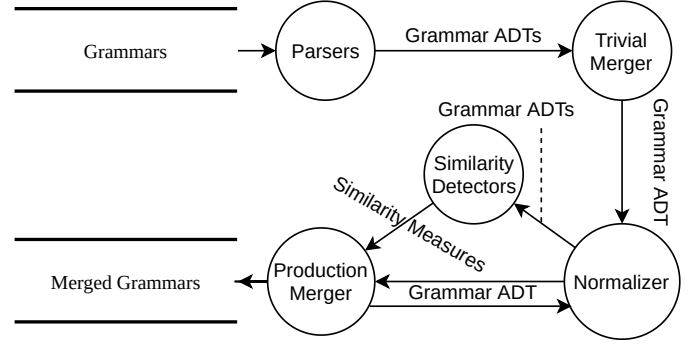 Grammars
Parsers
Grammar ADTs
Trivial
Merger
Grammar ADT
Grammar ADTs
Similarity
Detectors
Similarity Measures
Merged Grammars
Production
Merger
Grammar ADT
Normalizer